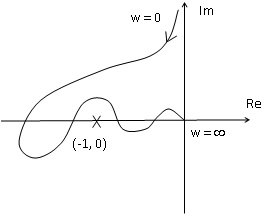 Im
w = 0
Re
(-1, 0)
w = ∞